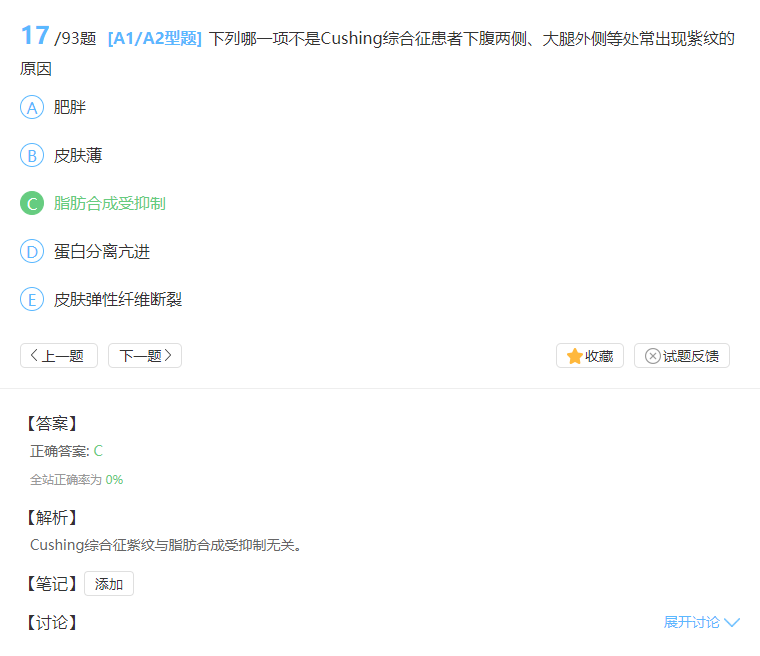 17 /93题 [A1/A2型题] 下列哪一项不是Cushing综合征患者下腹两侧、大腿外侧等处常出现紫纹的
原因
A 肥胖
B 皮肤薄
C 脂肪合成受抑制
D 蛋白分离亢进
E 皮肤弹性纤维断裂
上一题 下一题 收藏 试题反馈
【答案】
正确答案: C
全站正确率为 0%
【解析】
Cushing综合征紫纹与脂肪合成受抑制无关。
【笔记】 添加
【讨论】 展开讨论